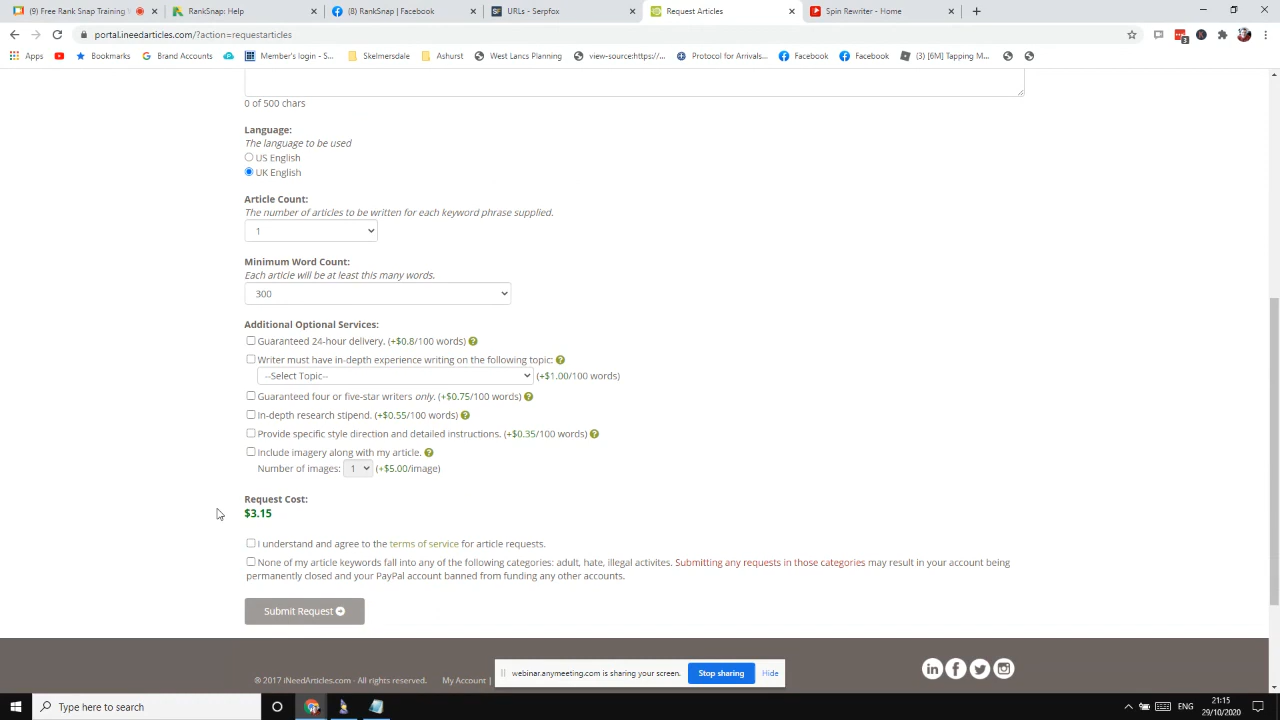 (9) Free Rank Snap Training
RankSnap: Help
(8) RankSnap | Facebook
URLs - Serpfox
Request Articles
Spin Rewriter - Home
portal.ineedarticles.com/?action=requestarticles
Apps
Bookmarks
Brand Accounts
Member's login - S...
Skelmersdale
Ashurst
West Lancs Planning
view-source:https://...
Protocol for Arrivals...
Facebook
Facebook
(3) [6M] Tapping M...
0 of 500 chars
Language:
The language to be used
US English
UK English
Article Count:
The number of articles to be written for each keyword phrase supplied.
1
Minimum Word Count:
Each article will be at least this many words.
300
Additional Optional Services:
Guaranteed 24-hour delivery. (+$0.8/100 words) ?
Writer must have in-depth experience writing on the following topic: ?
--Select Topic-- (+$1.00/100 words)
Guaranteed four or five-star writers only. (+$0.75/100 words) ?
In-depth research stipend. (+$0.55/100 words) ?
Provide specific style direction and detailed instructions. (+$0.35/100 words) ?
Include imagery along with my article. ?
Number of images: 1 (+$5.00/image)
Request Cost:
$3.15
I understand and agree to the terms of service for article requests.
None of my article keywords fall into any of the following categories: adult, hate, illegal activites. Submitting any requests in those categories may result in your account being
permanently closed and your PayPal account banned from funding any other accounts.
Submit Request
© 2017 iNeedArticles.com · All rights reserved. My Account |
webinar.anymeeting.com is sharing your screen. Stop sharing Hide
Type here to search
ENG
21:15
29/10/2020